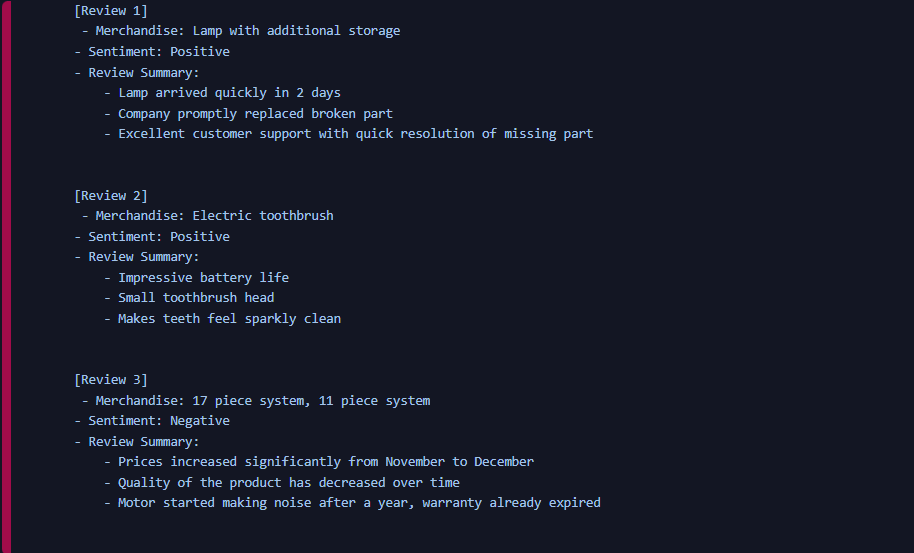 [Review 1]
- Merchandise: Lamp with additional storage
- Sentiment: Positive
- Review Summary:
- Lamp arrived quickly in 2 days
- Company promptly replaced broken part
- Excellent customer support with quick resolution of missing part
[Review 2]
- Merchandise: Electric toothbrush
- Sentiment: Positive
- Review Summary:
- Impressive battery life
- Small toothbrush head
- Makes teeth feel sparkly clean
[Review 3]
- Merchandise: 17 piece system, 11 piece system
- Sentiment: Negative
- Review Summary:
- Prices increased significantly from November to December
- Quality of the product has decreased over time
- Motor started making noise after a year, warranty already expired